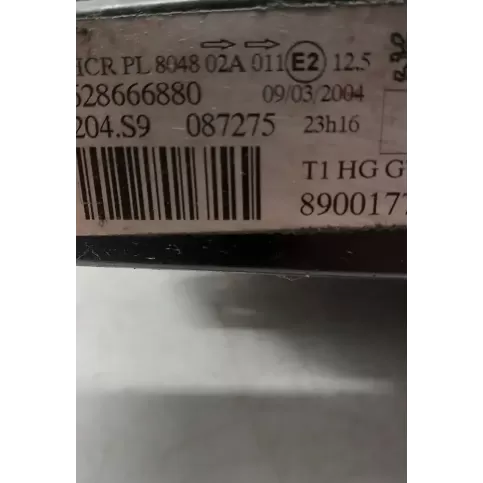 HCR PL 8048 02A 011 E2 12.5
628666880 09/03/2004
204.S9 087275 23h16
T1 HG G
8900177